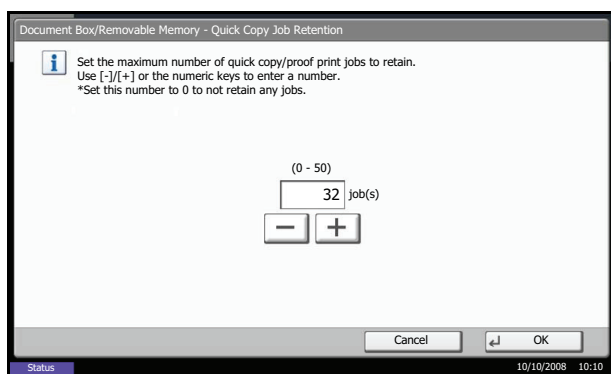 Document Box/Removable Memory - Quick Copy Job Retention
Set the maximum number of quick copy/proof print jobs to retain.
Use [-]/[+] or the numeric keys to enter a number.
*Set this number to 0 to not retain any jobs.
(0 - 50)
32 job(s)
− +
Cancel OK
Status 10/10/2008 10:10